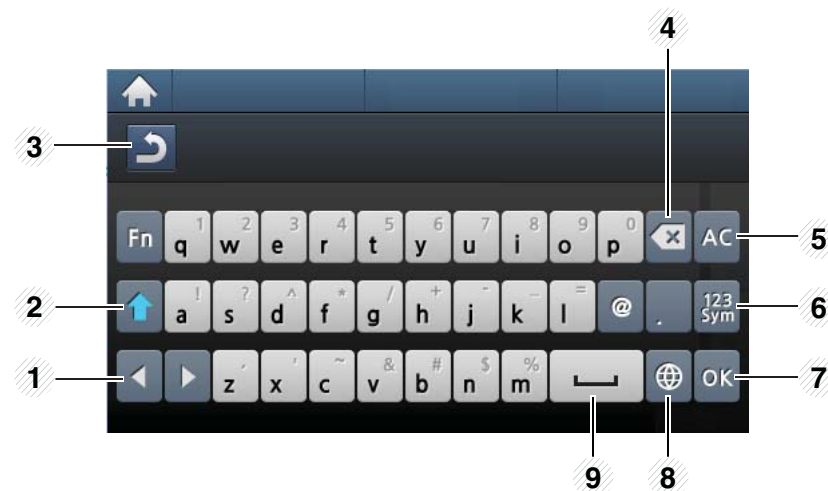 4
3
1 2 3 4 5 6 7 8 9 0
Fn q w e r t y u i o p AC 5
! ? ^ * / + - _ =
2 a s d f g h j k l @ . 123 6
Sym
, ' ~ & # $ %
1 z x c v b n m OK 7
9 8